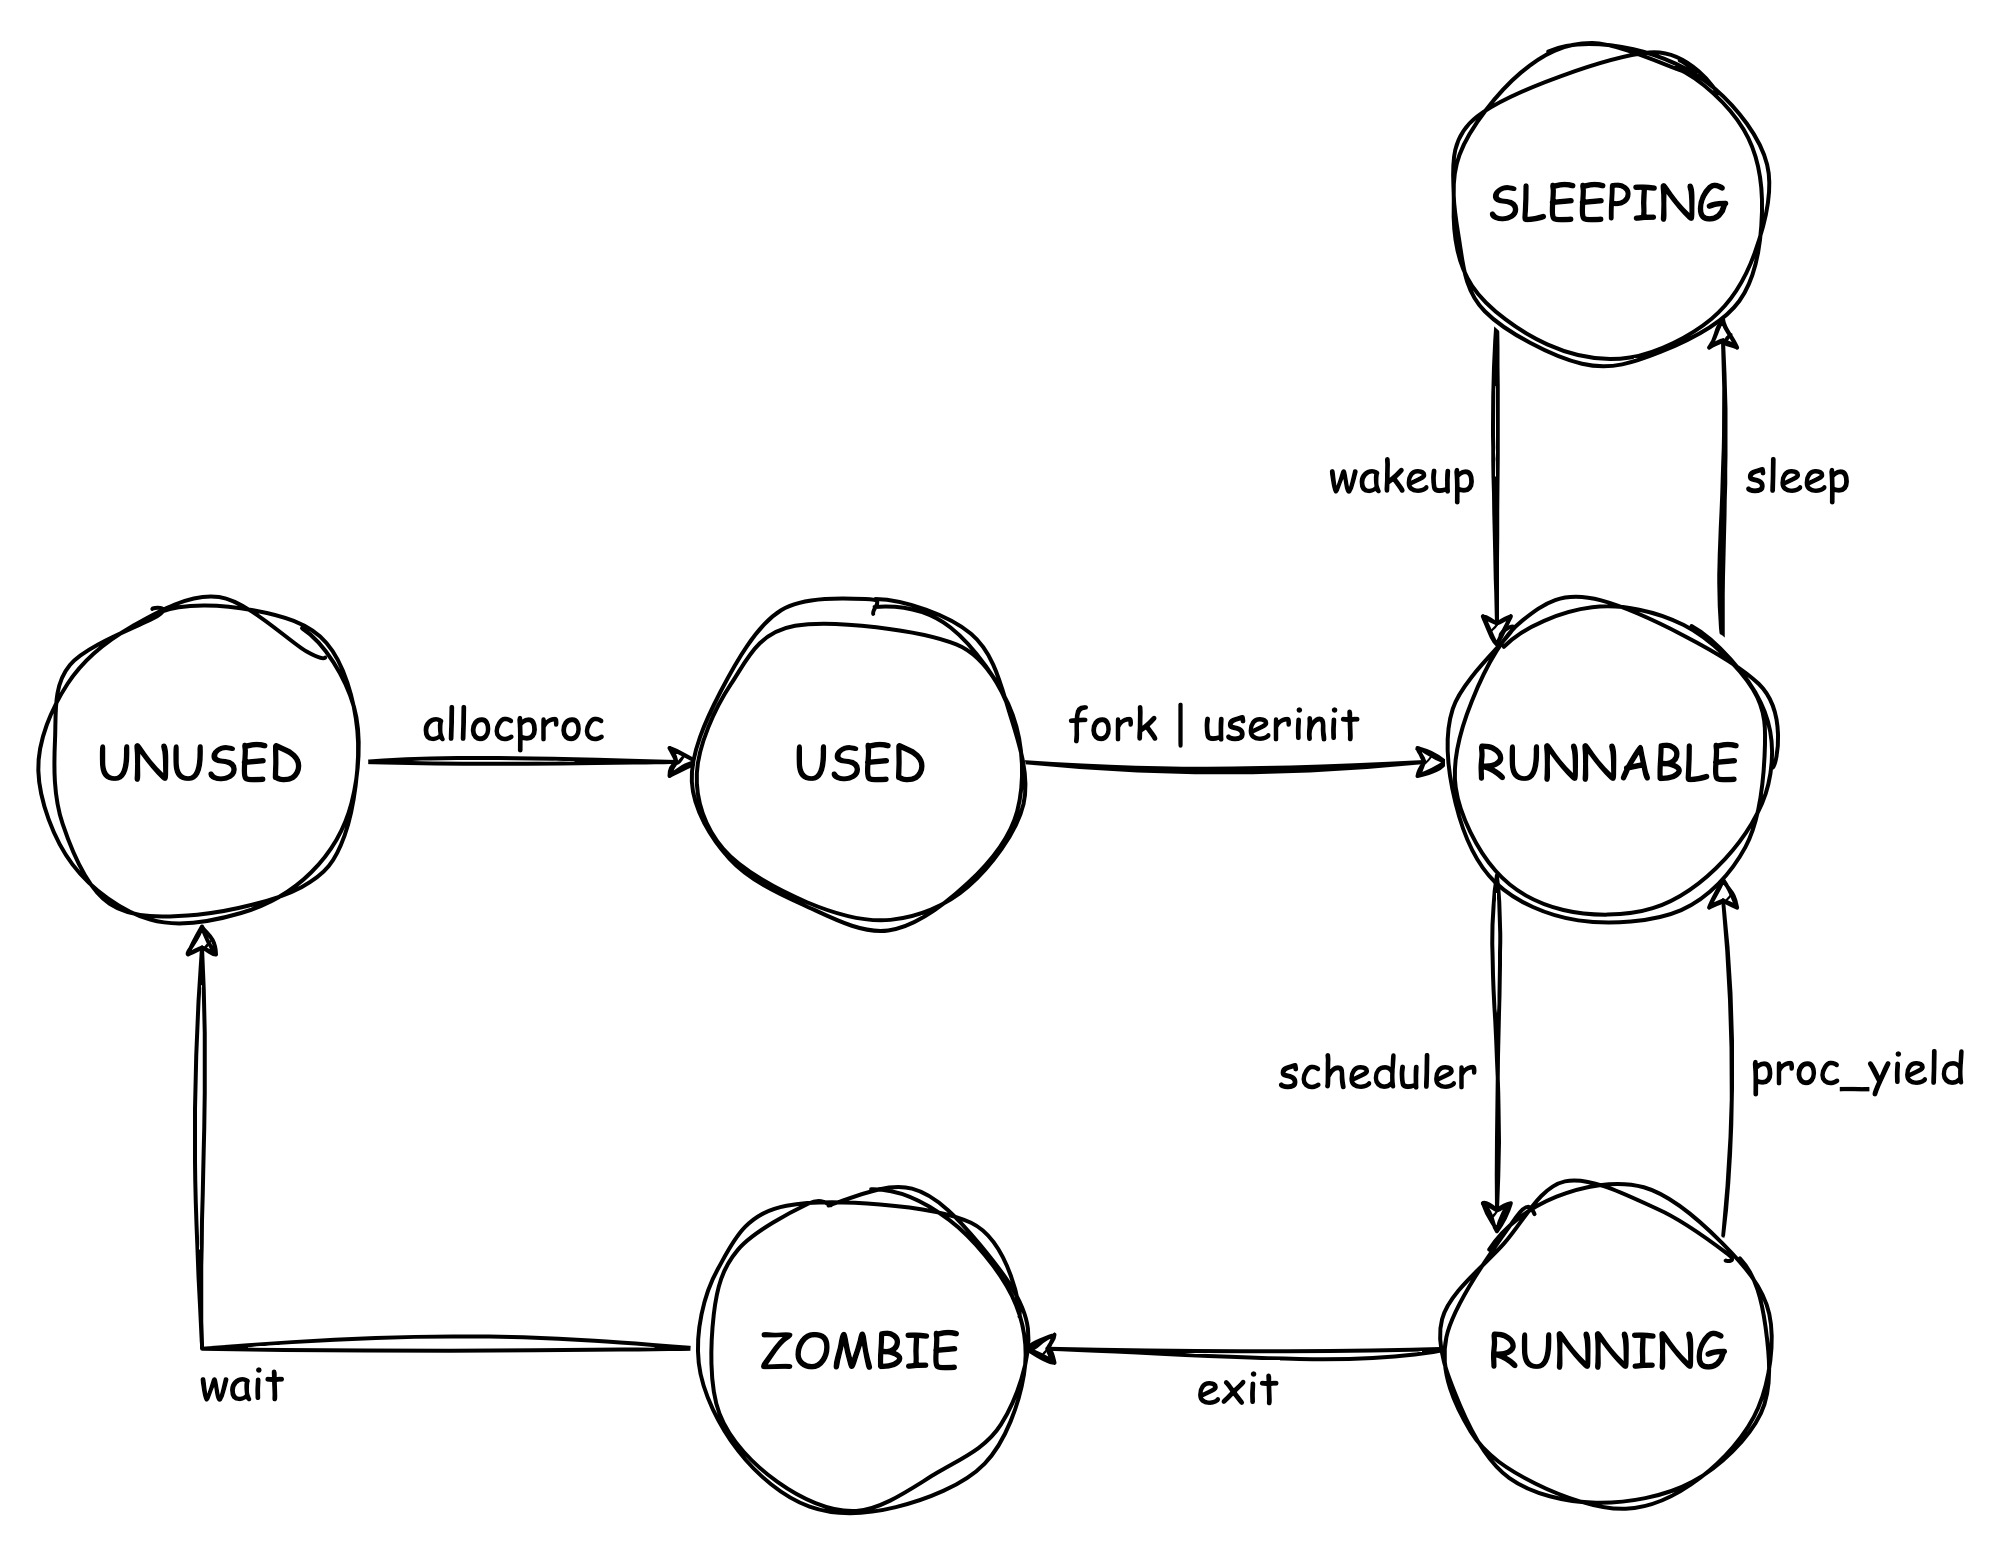 SLEEPING
wakeup
sleep
UNUSED
allocproc
USED
fork | userinit
RUNNABLE
scheduler
proc_yield
ZOMBIE
exit
RUNNING
wait